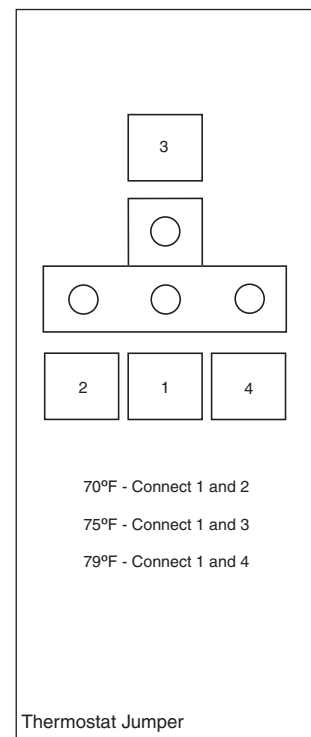 3
2 1 4
70ºF - Connect 1 and 2
75ºF - Connect 1 and 3
79ºF - Connect 1 and 4
Thermostat Jumper